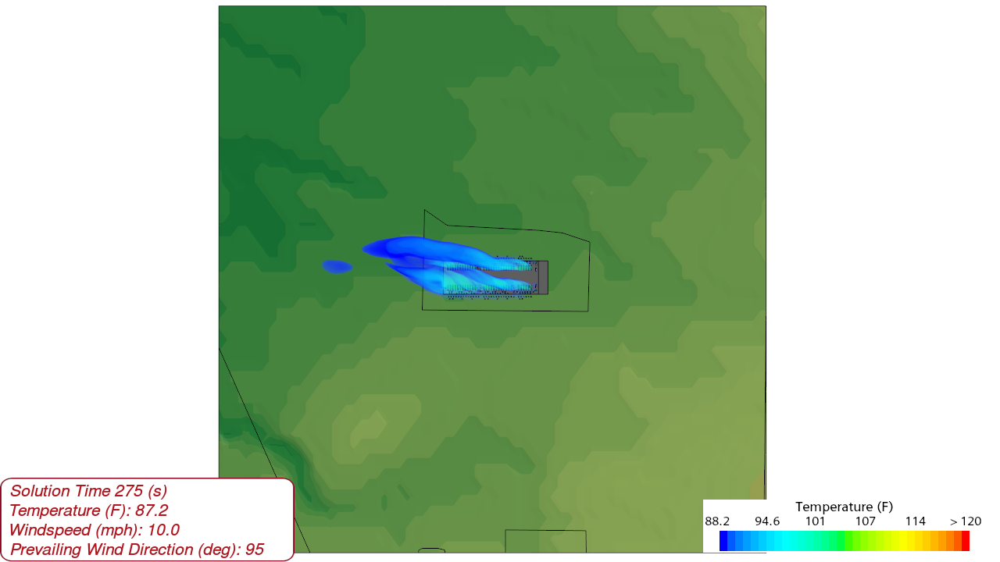 Solution Time 275 (s)
Temperature (F): 87.2
Windspeed (mph): 10.0
Prevailing Wind Direction (deg): 95
Temperature (F)
88.2 94.6 101 107 114 > 120